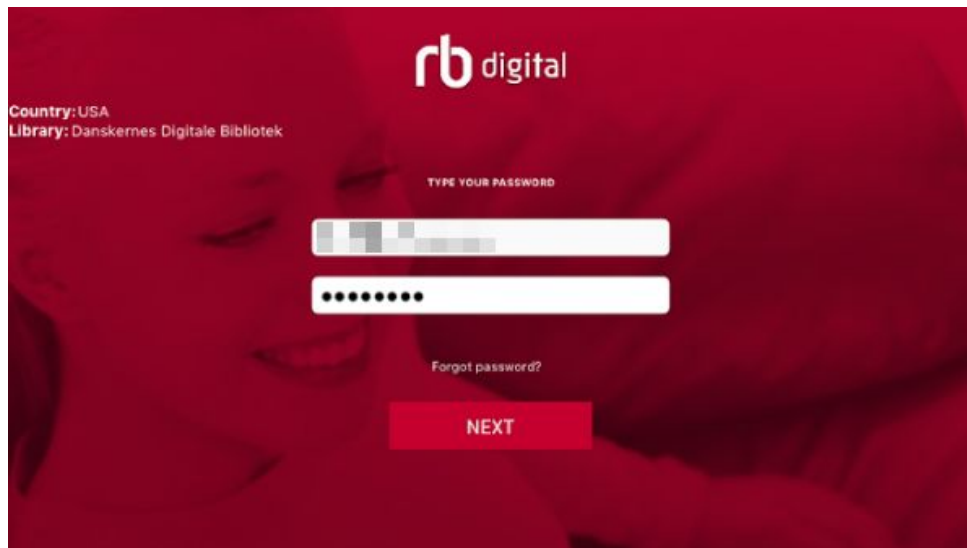 rb digital
Country: USA
Library: Danskernes Digitale Bibliotek
TYPE YOUR PASSWORD
••••••••
Forgot password?
NEXT